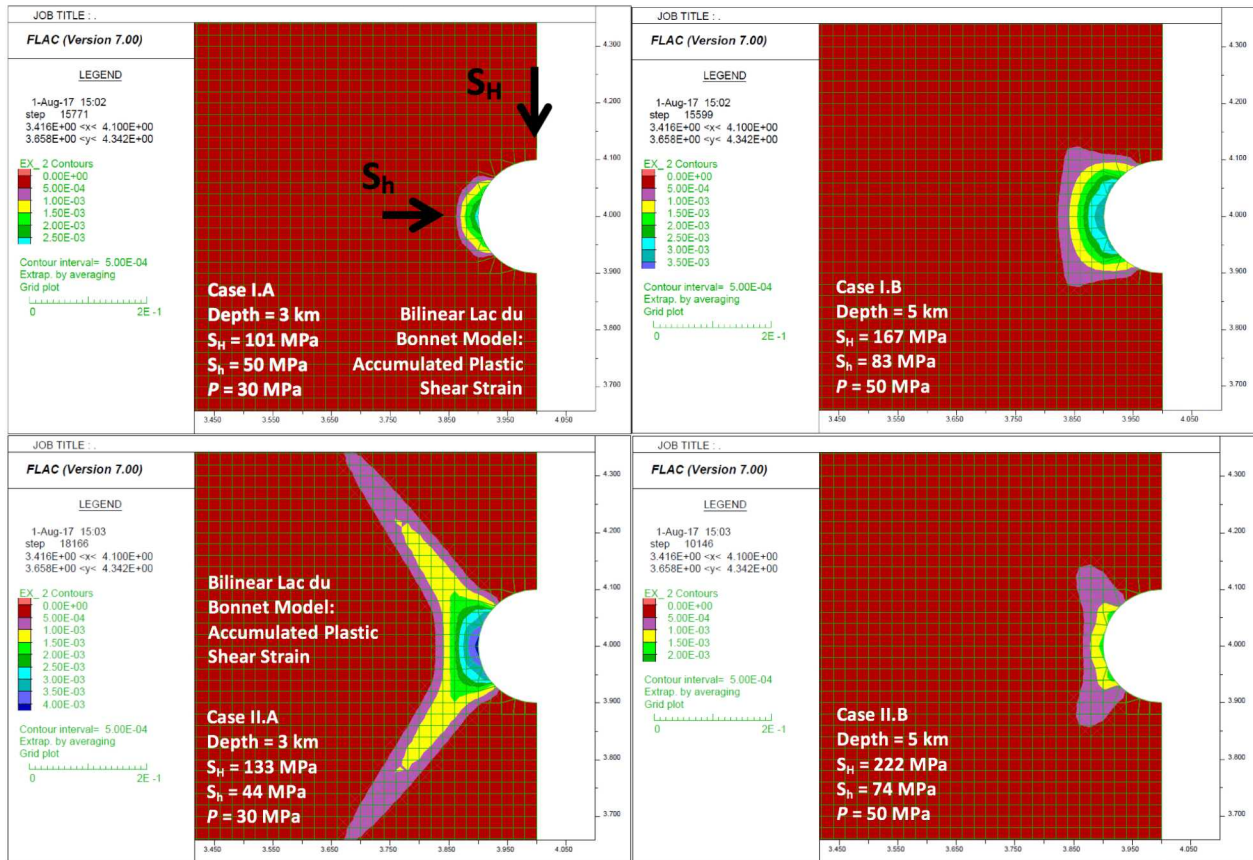 JOB TITLE : .
FLAC (Version 7.00)
LEGEND
1-Aug-17 15:02
step 15771
3.416E+00 <x< 4.100E+00
3.658E+00 <y< 4.342E+00
EX_ 2 Contours
0.00E+00
5.00E-04
1.00E-03
1.50E-03
2.00E-03
2.50E-03
Contour interval= 5.00E-04
Extrap. by averaging
Grid plot
0 2E -1
S_H
S_h
Case I.A
Depth = 3 km
S_H = 101 MPa
S_h = 50 MPa
P = 30 MPa
Bilinear Lac du
Bonnet Model:
Accumulated Plastic
Shear Strain
4.300
4.200
4.100
4.000
3.900
3.800
3.700
3.450 3.550 3.650 3.750 3.850 3.950 4.050
JOB TITLE : .
FLAC (Version 7.00)
LEGEND
1-Aug-17 15:02
step 15599
3.416E+00 <x< 4.100E+00
3.658E+00 <y< 4.342E+00
EX_ 2 Contours
0.00E+00
5.00E-04
1.00E-03
1.50E-03
2.00E-03
2.50E-03
3.00E-03
3.50E-03
Contour interval= 5.00E-04
Extrap. by averaging
Grid plot
0 2E -1
Case I.B
Depth = 5 km
S_H = 167 MPa
S_h = 83 MPa
P = 50 MPa
4.300
4.200
4.100
4.000
3.900
3.800
3.700
3.450 3.550 3.650 3.750 3.850 3.950 4.050
JOB TITLE : .
FLAC (Version 7.00)
LEGEND
1-Aug-17 15:03
step 18166
3.416E+00 <x< 4.100E+00
3.658E+00 <y< 4.342E+00
EX_ 2 Contours
0.00E+00
5.00E-04
1.00E-03
1.50E-03
2.00E-03
2.50E-03
3.00E-03
3.50E-03
4.00E-03
Contour interval= 5.00E-04
Extrap. by averaging
Grid plot
0 2E -1
Bilinear Lac du
Bonnet Model:
Accumulated Plastic
Shear Strain
Case II.A
Depth = 3 km
S_H = 133 MPa
S_h = 44 MPa
P = 30 MPa
4.300
4.200
4.100
4.000
3.900
3.800
3.700
3.450 3.550 3.650 3.750 3.850 3.950 4.050
JOB TITLE : .
FLAC (Version 7.00)
LEGEND
1-Aug-17 15:03
step 10146
3.416E+00 <x< 4.100E+00
3.658E+00 <y< 4.342E+00
EX_ 2 Contours
0.00E+00
5.00E-04
1.00E-03
1.50E-03
2.00E-03
Contour interval= 5.00E-04
Extrap. by averaging
Grid plot
0 2E -1
Case II.B
Depth = 5 km
S_H = 222 MPa
S_h = 74 MPa
P = 50 MPa
4.300
4.200
4.100
4.000
3.900
3.800
3.700
3.450 3.550 3.650 3.750 3.850 3.950 4.050